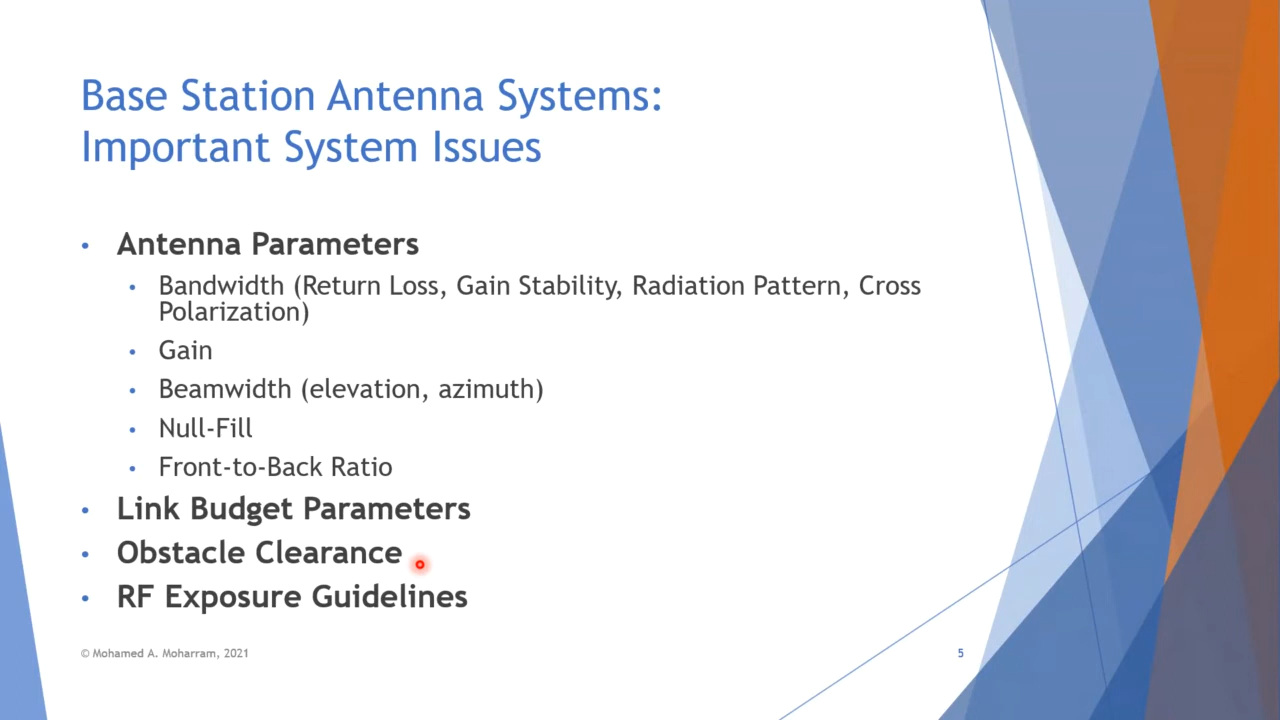 Base Station Antenna Systems:
Important System Issues
• Antenna Parameters
• Bandwidth (Return Loss, Gain Stability, Radiation Pattern, Cross
Polarization)
• Gain
• Beamwidth (elevation, azimuth)
• Null-Fill
• Front-to-Back Ratio
• Link Budget Parameters
• Obstacle Clearance
• RF Exposure Guidelines
© Mohamed A. Moharram, 2021
5